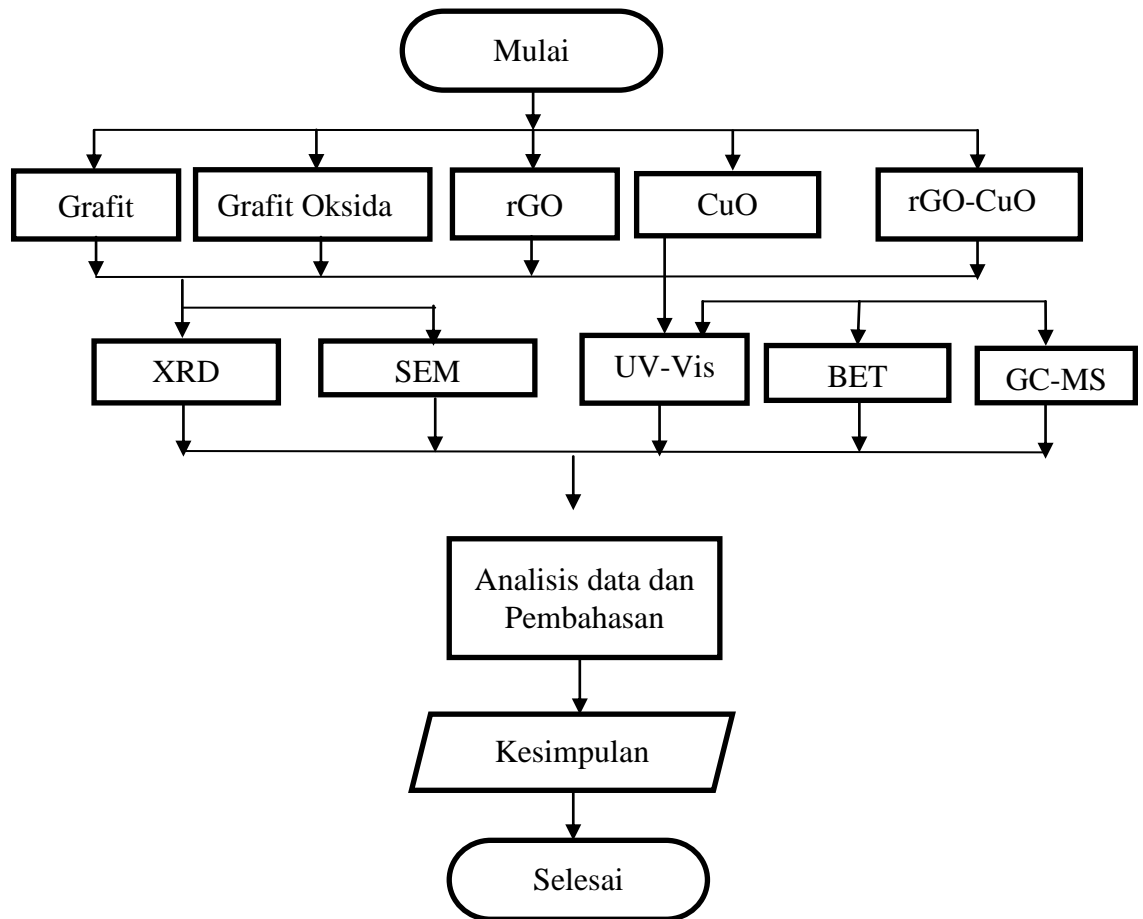 Mulai
Grafit
Grafit Oksida
rGO
CuO
rGO-CuO
XRD
SEM
UV-Vis
BET
GC-MS
Analisis data dan
Pembahasan
Kesimpulan
Selesai